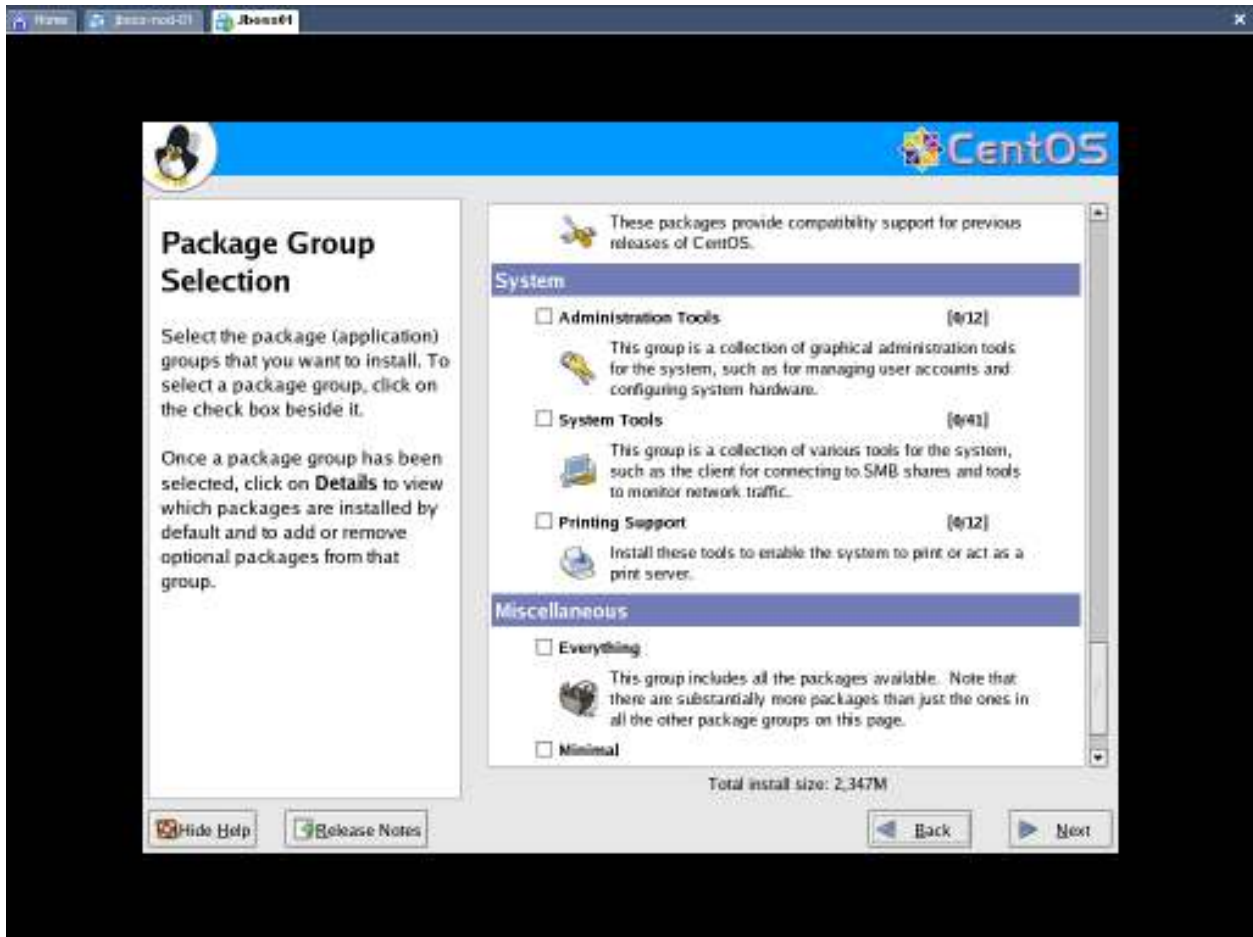 Home
Jboss01
CentOS
Package Group
Selection
Select the package (application)
groups that you want to install. To
select a package group, click on
the check box beside it.
Once a package group has been
selected, click on Details to view
which packages are installed by
default and to add or remove
optional packages from that
group.
These packages provide compatibility support for previous
releases of CentOS.
System
Administration Tools [0/12]
This group is a collection of graphical administration tools
for the system, such as for managing user accounts and
configuring system hardware.
System Tools [0/41]
This group is a collection of various tools for the system,
such as the client for connecting to SMB shares and tools
to monitor network traffic.
Printing Support [0/12]
Install these tools to enable the system to print or act as a
print server.
Miscellaneous
Everything
This group includes all the packages available. Note that
there are substantially more packages than just the ones in
all the other package groups on this page.
Minimal
Total install size: 2,347M
Hide Help
Release Notes
Back
Next